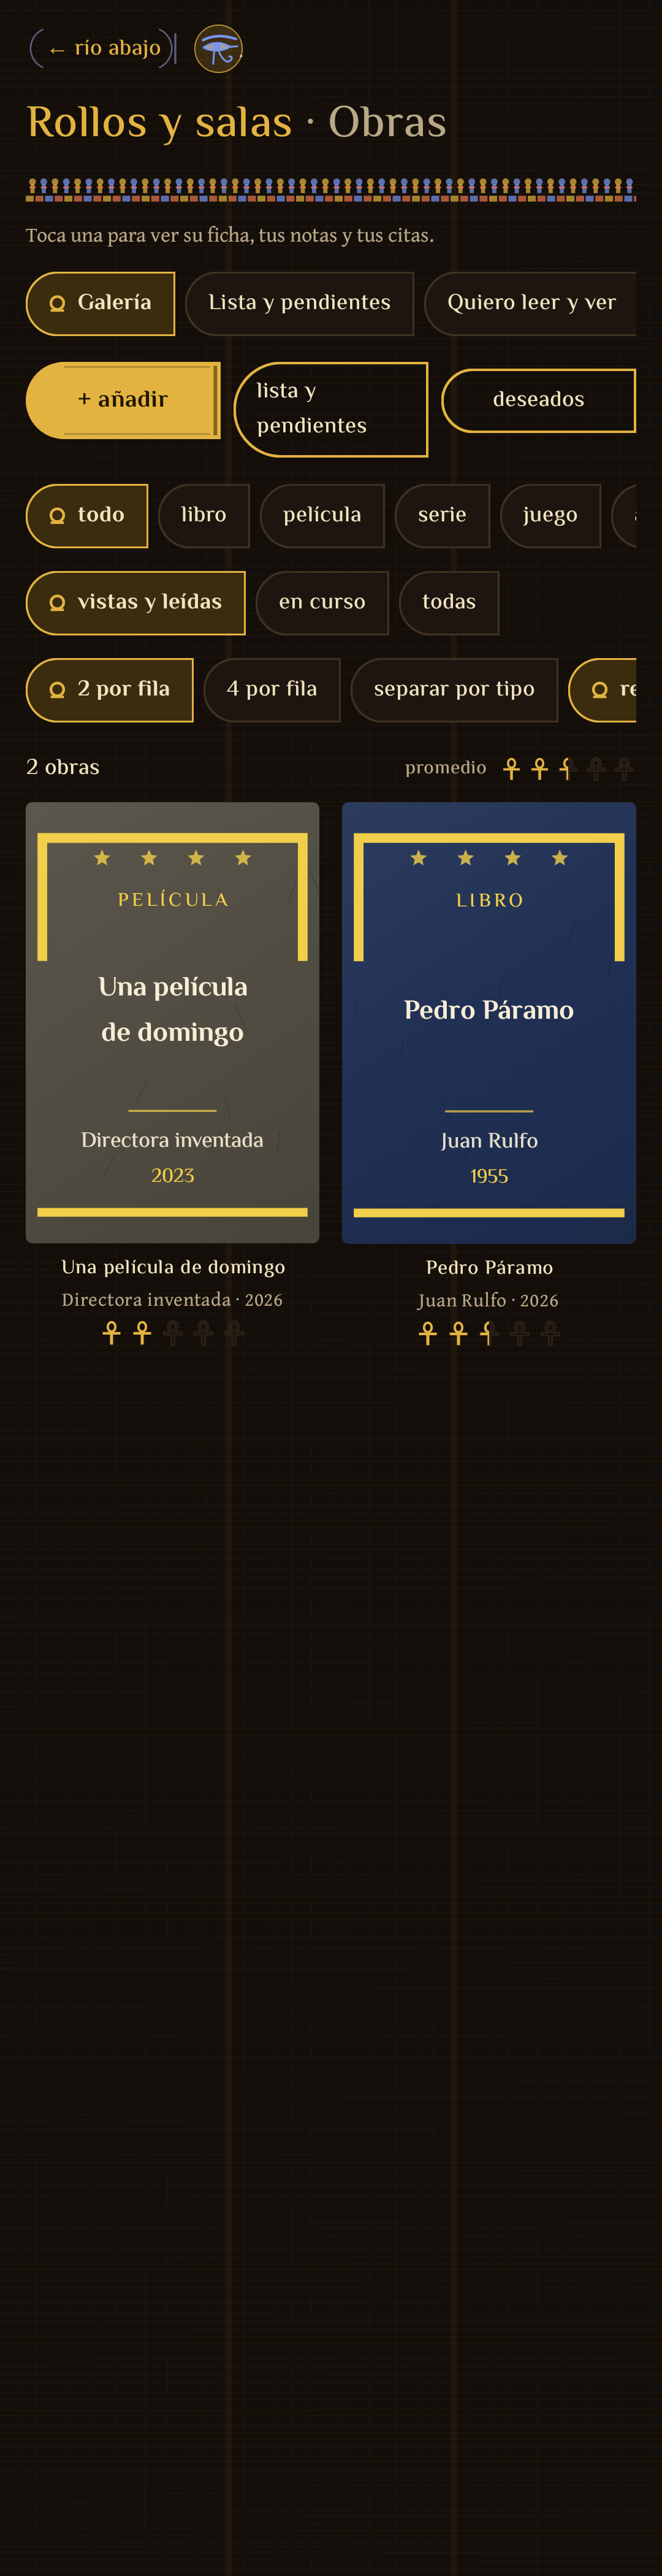 ← río abajo
Rollos y salas · Obras
Toca una para ver su ficha, tus notas y tus citas.
Galería Lista y pendientes Quiero leer y ver
+ añadir lista y pendientes deseados
todo libro película serie juego
vistas y leídas en curso todas
2 por fila 4 por fila separar por tipo
2 obras promedio
PELÍCULA
Una película
de domingo
Directora inventada
2023
Una película de domingo
Directora inventada · 2026
LIBRO
Pedro Páramo
Juan Rulfo
1955
Pedro Páramo
Juan Rulfo · 2026